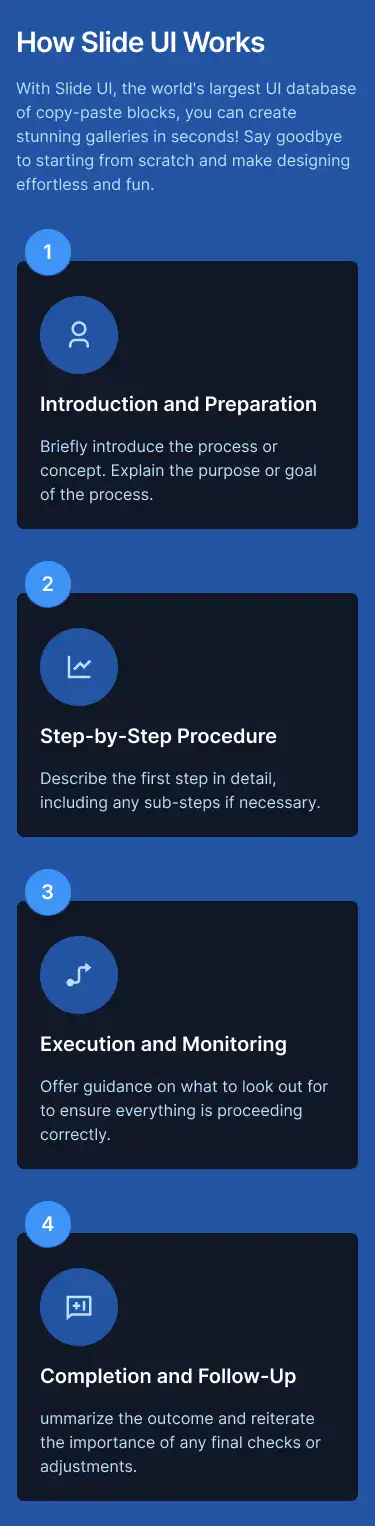 How Slide UI Works
With Slide UI, the world's largest UI database
of copy-paste blocks, you can create
stunning galleries in seconds! Say goodbye
to starting from scratch and make designing
effortless and fun.
1
Introduction and Preparation
Briefly introduce the process or
concept. Explain the purpose or goal
of the process.
2
Step-by-Step Procedure
Describe the first step in detail,
including any sub-steps if necessary.
3
Execution and Monitoring
Offer guidance on what to look out for
to ensure everything is proceeding
correctly.
4
Completion and Follow-Up
ummarize the outcome and reiterate
the importance of any final checks or
adjustments.